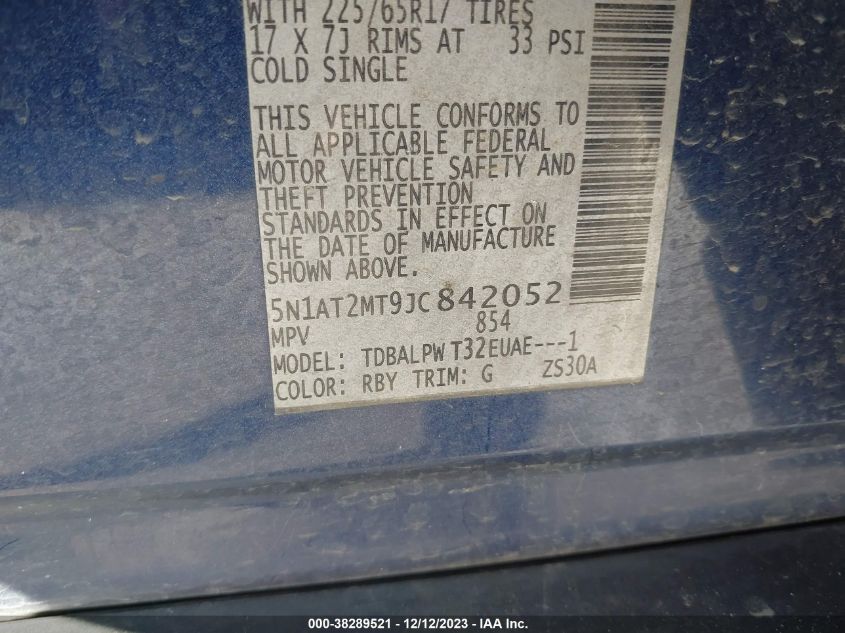 WITH 225/65R17 TIRES
17 X 7J RIMS AT 33 PSI
COLD SINGLE
THIS VEHICLE CONFORMS TO
ALL APPLICABLE FEDERAL
MOTOR VEHICLE SAFETY AND
THEFT PREVENTION
STANDARDS IN EFFECT ON
THE DATE OF MANUFACTURE
SHOWN ABOVE.
5N1AT2MT9JC842052
MPV 854
MODEL: TDBALPW T32EUAE---1
COLOR: RBY TRIM: G ZS30A
000-38289521 - 12/12/2023 - IAA Inc.